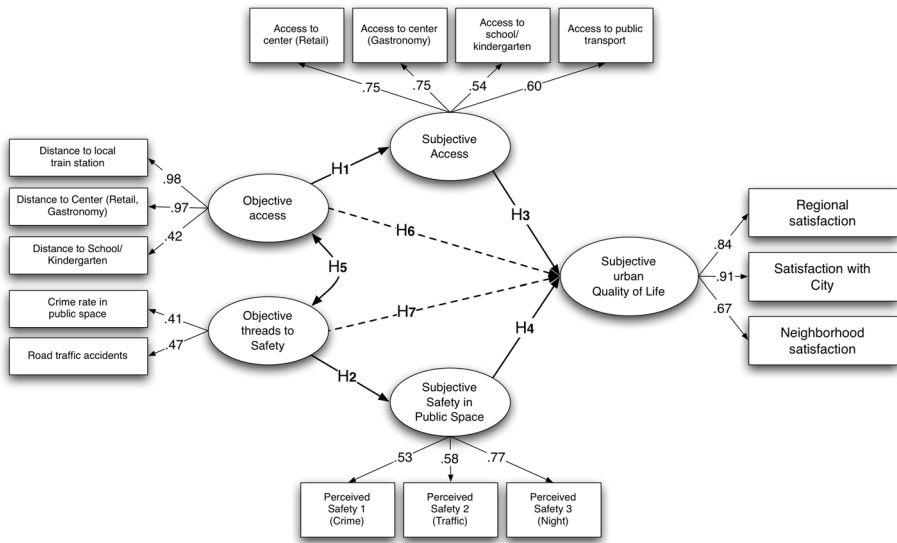 Access to
center (Retail)
Access to center
(Gastronomy)
Access to
school/
kindergarten
Access to public
transport
.75
.75
.54
.60
Subjective
Access
Distance to local
train station
Distance to Center (Retail,
Gastronomy)
Distance to School/
Kindergarten
.98
.97
.42
Objective
access
H1
H3
H6
H5
H7
H4
H2
Crime rate in
public space
Road traffic accidents
.41
.47
Objective
threads to
Safety
Subjective
urban
Quality of Life
.84
.91
.67
Regional
satisfaction
Satisfaction with
City
Neighborhood
satisfaction
Subjective
Safety in
Public Space
.53
.58
.77
Perceived
Safety 1
(Crime)
Perceived
Safety 2
(Traffic)
Perceived
Safety 3
(Night)